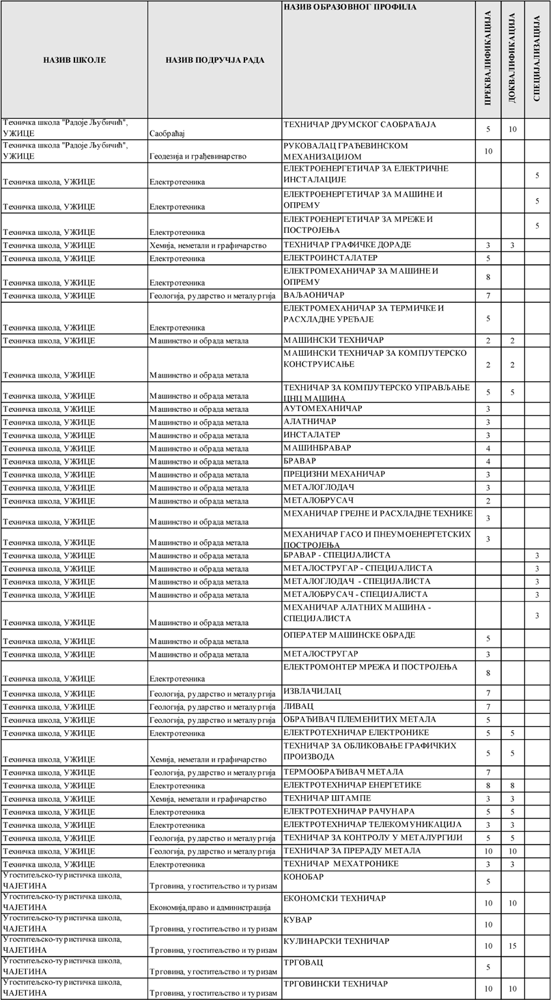 НАЗИВ ШКОЛЕ НАЗИВ ПОДРУЧЈА РАДА НАЗИВ ОБРАЗОВНОГ ПРОФИЛА ПРЕКВАЛИФИКАЦИЈА ДОКВАЛИФИКАЦИЈА СПЕЦИЈАЛИЗАЦИЈА
Техничка школа "Радоје Љубичић", ТЕХНИЧАР ДРУМСКОГ САОБРАЋАЈА
УЖИЦЕ Саобраћај 5 10
Техничка школа "Радоје Љубичић", РУКОВАЛАЦ ГРАЂЕВИНСКОМ
УЖИЦЕ Геодезија и грађевинарство МЕХАНИЗАЦИЈОМ 10
ЕЛЕКТРОЕНЕРГЕТИЧАР ЗА ЕЛЕКТРИЧНЕ
Техничка школа, УЖИЦЕ Електротехника ИНСТАЛАЦИЈЕ 5
ЕЛЕКТРОЕНЕРГЕТИЧАР ЗА МАШИНЕ И
Техничка школа, УЖИЦЕ Електротехника ОПРЕМУ 5
ЕЛЕКТРОЕНЕРГЕТИЧАР ЗА МРЕЖЕ И
Техничка школа, УЖИЦЕ Електротехника ПОСТРОЈЕЊА 5
Техничка школа, УЖИЦЕ Хемија, неметали и графичарство ТЕХНИЧАР ГРАФИЧКЕ ДОРАДЕ 3 3
Техничка школа, УЖИЦЕ Електротехника ЕЛЕКТРОИНСТАЛАТЕР 5
ЕЛЕКТРОМЕХАНИЧАР ЗА МАШИНЕ И
Техничка школа, УЖИЦЕ Електротехника ОПРЕМУ 8
Техничка школа, УЖИЦЕ Геологија, рударство и металургија ВАЉАОНИЧАР 7
ЕЛЕКТРОМЕХАНИЧАР ЗА ТЕРМИЧКЕ И
Техничка школа, УЖИЦЕ Електротехника РАСХЛАДНЕ УРЕЂАЈЕ 5
Техничка школа, УЖИЦЕ Машинство и обрада метала МАШИНСКИ ТЕХНИЧАР 2 2
МАШИНСКИ ТЕХНИЧАР ЗА КОМПЈУТЕРСКО
Техничка школа, УЖИЦЕ Машинство и обрада метала КОНСТРУИСАЊЕ 2 2
ТЕХНИЧАР ЗА КОМПЈУТЕРСКО УПРАВЉАЊЕ
Техничка школа, УЖИЦЕ Машинство и обрада метала ЦНЦ МАШИНА 5 5
Техничка школа, УЖИЦЕ Машинство и обрада метала АУТОМЕХАНИЧАР 3
Техничка школа, УЖИЦЕ Машинство и обрада метала АЛАТНИЧАР 3
Техничка школа, УЖИЦЕ Машинство и обрада метала ИНСТАЛАТЕР 3
Техничка школа, УЖИЦЕ Машинство и обрада метала МАШИНБРАВАР 4
Техничка школа, УЖИЦЕ Машинство и обрада метала БРАВАР 4
Техничка школа, УЖИЦЕ Машинство и обрада метала ПРЕЦИЗНИ МЕХАНИЧАР 3
Техничка школа, УЖИЦЕ Машинство и обрада метала МЕТАЛОГЛОДАЧ 3
Техничка школа, УЖИЦЕ Машинство и обрада метала МЕТАЛОБРУСАЧ 2
Техничка школа, УЖИЦЕ Машинство и обрада метала МЕХАНИЧАР ГРЕЈНЕ И РАСХЛАДНЕ ТЕХНИКЕ 3
МЕХАНИЧАР ГАСО И ПНЕУМОЕНЕРГЕТСКИХ
Техничка школа, УЖИЦЕ Машинство и обрада метала ПОСТРОЈЕЊА 3
Техничка школа, УЖИЦЕ Машинство и обрада метала БРАВАР - СПЕЦИЈАЛИСТА 3
Техничка школа, УЖИЦЕ Машинство и обрада метала МЕТАЛОСТРУГАР - СПЕЦИЈАЛИСТА 3
Техничка школа, УЖИЦЕ Машинство и обрада метала МЕТАЛОГЛОДАЧ - СПЕЦИЈАЛИСТА 3
Техничка школа, УЖИЦЕ Машинство и обрада метала МЕТАЛОБРУСАЧ - СПЕЦИЈАЛИСТА 3
МЕХАНИЧАР АЛАТНИХ МАШИНА -
Техничка школа, УЖИЦЕ Машинство и обрада метала СПЕЦИЈАЛИСТА 3
Техничка школа, УЖИЦЕ Машинство и обрада метала ОПЕРАТЕР МАШИНСКЕ ОБРАДЕ 5
Техничка школа, УЖИЦЕ Машинство и обрада метала МЕТАЛОСТРУГАР 3
Техничка школа, УЖИЦЕ Електротехника ЕЛЕКТРОМОНТЕР МРЕЖА И ПОСТРОЈЕЊА 8
Техничка школа, УЖИЦЕ Геологија, рударство и металургија ИЗВЛАЧИЛАЦ 7
Техничка школа, УЖИЦЕ Геологија, рударство и металургија ЛИВАЦ 7
Техничка школа, УЖИЦЕ Геологија, рударство и металургија ОБРАЂИВАЧ ПЛЕМЕНИТИХ МЕТАЛА 5
Техничка школа, УЖИЦЕ Електротехника ЕЛЕКТРОТЕХНИЧАР ЕЛЕКТРОНИКЕ 5 5
ТЕХНИЧАР ЗА ОБЛИКОВАЊЕ ГРАФИЧКИХ
Техничка школа, УЖИЦЕ Хемија, неметали и графичарство ПРОИЗВОДА 5 5
Техничка школа, УЖИЦЕ Геологија, рударство и металургија ТЕРМООБРАЂИВАЧ МЕТАЛА 7
Техничка школа, УЖИЦЕ Електротехника ЕЛЕКТРОТЕХНИЧАР ЕНЕРГЕТИКЕ 8 8
Техничка школа, УЖИЦЕ Хемија, неметали и графичарство ТЕХНИЧАР ШТАМПЕ 3 3
Техничка школа, УЖИЦЕ Електротехника ЕЛЕКТРОТЕХНИЧАР РАЧУНАРА 5 5
Техничка школа, УЖИЦЕ Електротехника ЕЛЕКТРОТЕХНИЧАР ТЕЛЕКОМУНИКАЦИЈА 3 3
Техничка школа, УЖИЦЕ Геологија, рударство и металургија ТЕХНИЧАР ЗА КОНТРОЛУ У МЕТАЛУРГИЈИ 5 5
Техничка школа, УЖИЦЕ Геологија, рударство и металургија ТЕХНИЧАР ЗА ПРЕРАДУ МЕТАЛА 10 10
Техничка школа, УЖИЦЕ Електротехника ТЕХНИЧАР МЕХАТРОНИКЕ 3 3
Угоститељско-туристичка школа, КОНОБАР
ЧАЈЕТИНА Трговина, угоститељство и туризам 5
Угоститељско-туристичка школа, ЕКОНОМСКИ ТЕХНИЧАР
ЧАЈЕТИНА Економија,право и администрација 10 10
Угоститељско-туристичка школа, КУВАР
ЧАЈЕТИНА Трговина, угоститељство и туризам 10
Угоститељско-туристичка школа, КУЛИНАРСКИ ТЕХНИЧАР
ЧАЈЕТИНА Трговина, угоститељство и туризам 10 15
Угоститељско-туристичка школа, ТРГОВАЦ
ЧАЈЕТИНА Трговина, угоститељство и туризам 5
Угоститељско-туристичка школа, ТРГОВИНСКИ ТЕХНИЧАР
ЧАЈЕТИНА Трговина, угоститељство и туризам 10 10